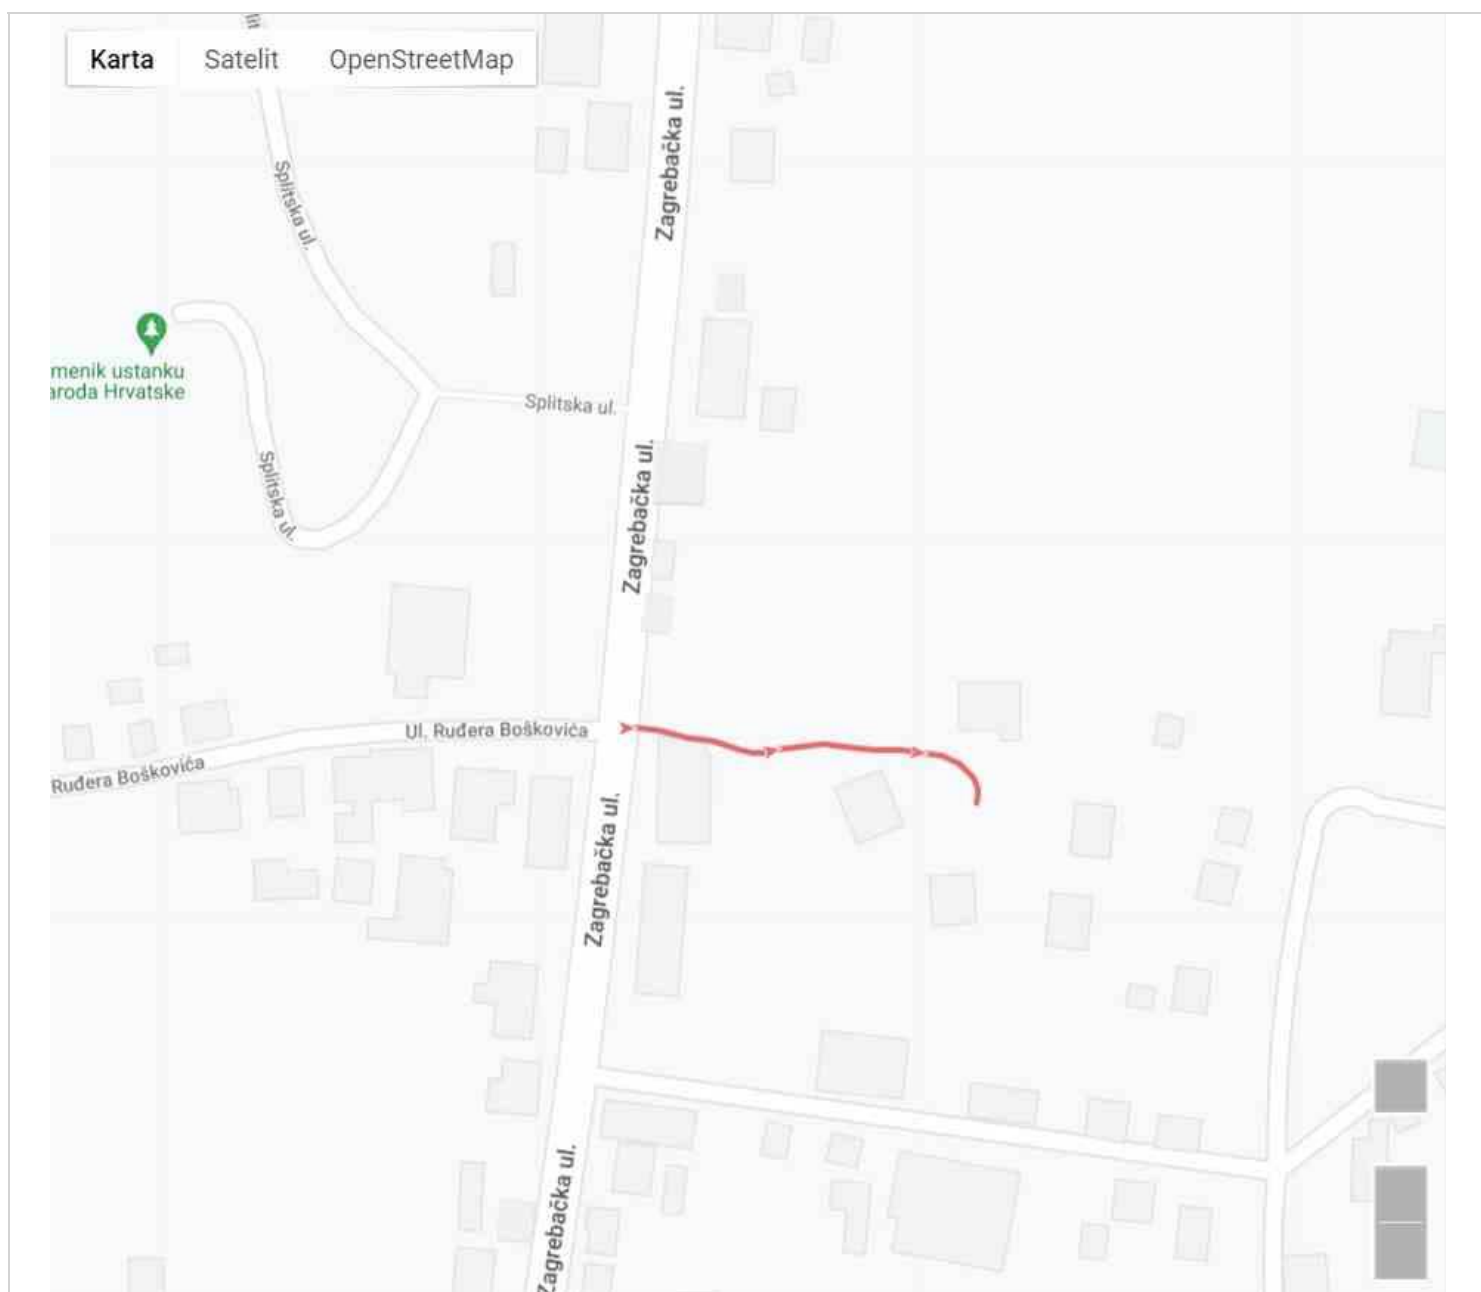 Karta
Satelit
OpenStreetMap
Zagrebačka ul.
Splitska ul.
menik ustanku
aroda Hrvatske
Splitska ul.
Zagrebačka ul.
Splitska ul.
Ul. Ruđera Boškovića
Ruđera Boškovića
Zagrebačka ul.
Zagrebačka ul.